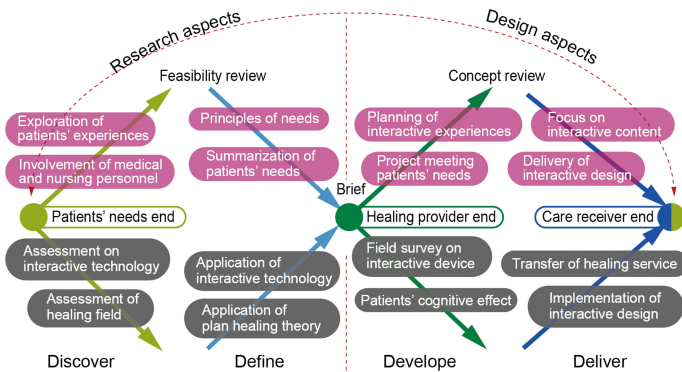 Research aspects
Design aspects
Feasibility review
Concept review
Exploration of
patients' experiences
Involvement of medical
and nursing personnel
Principles of needs
Summarization of
patients' needs
Planning of
interactive experiences
Project meeting
patients' needs
Focus on
interactive content
Delivery of
interactive design
Brief
Patients' needs end
Healing provider end
Care receiver end
Assessment on
interactive technology
Assessment of
healing field
Application of
interactive technology
Application of
plan healing theory
Field survey on
interactive device
Patients' cognitive effect
Transfer of healing service
Implementation of
interactive design
Discover
Define
Develope
Deliver